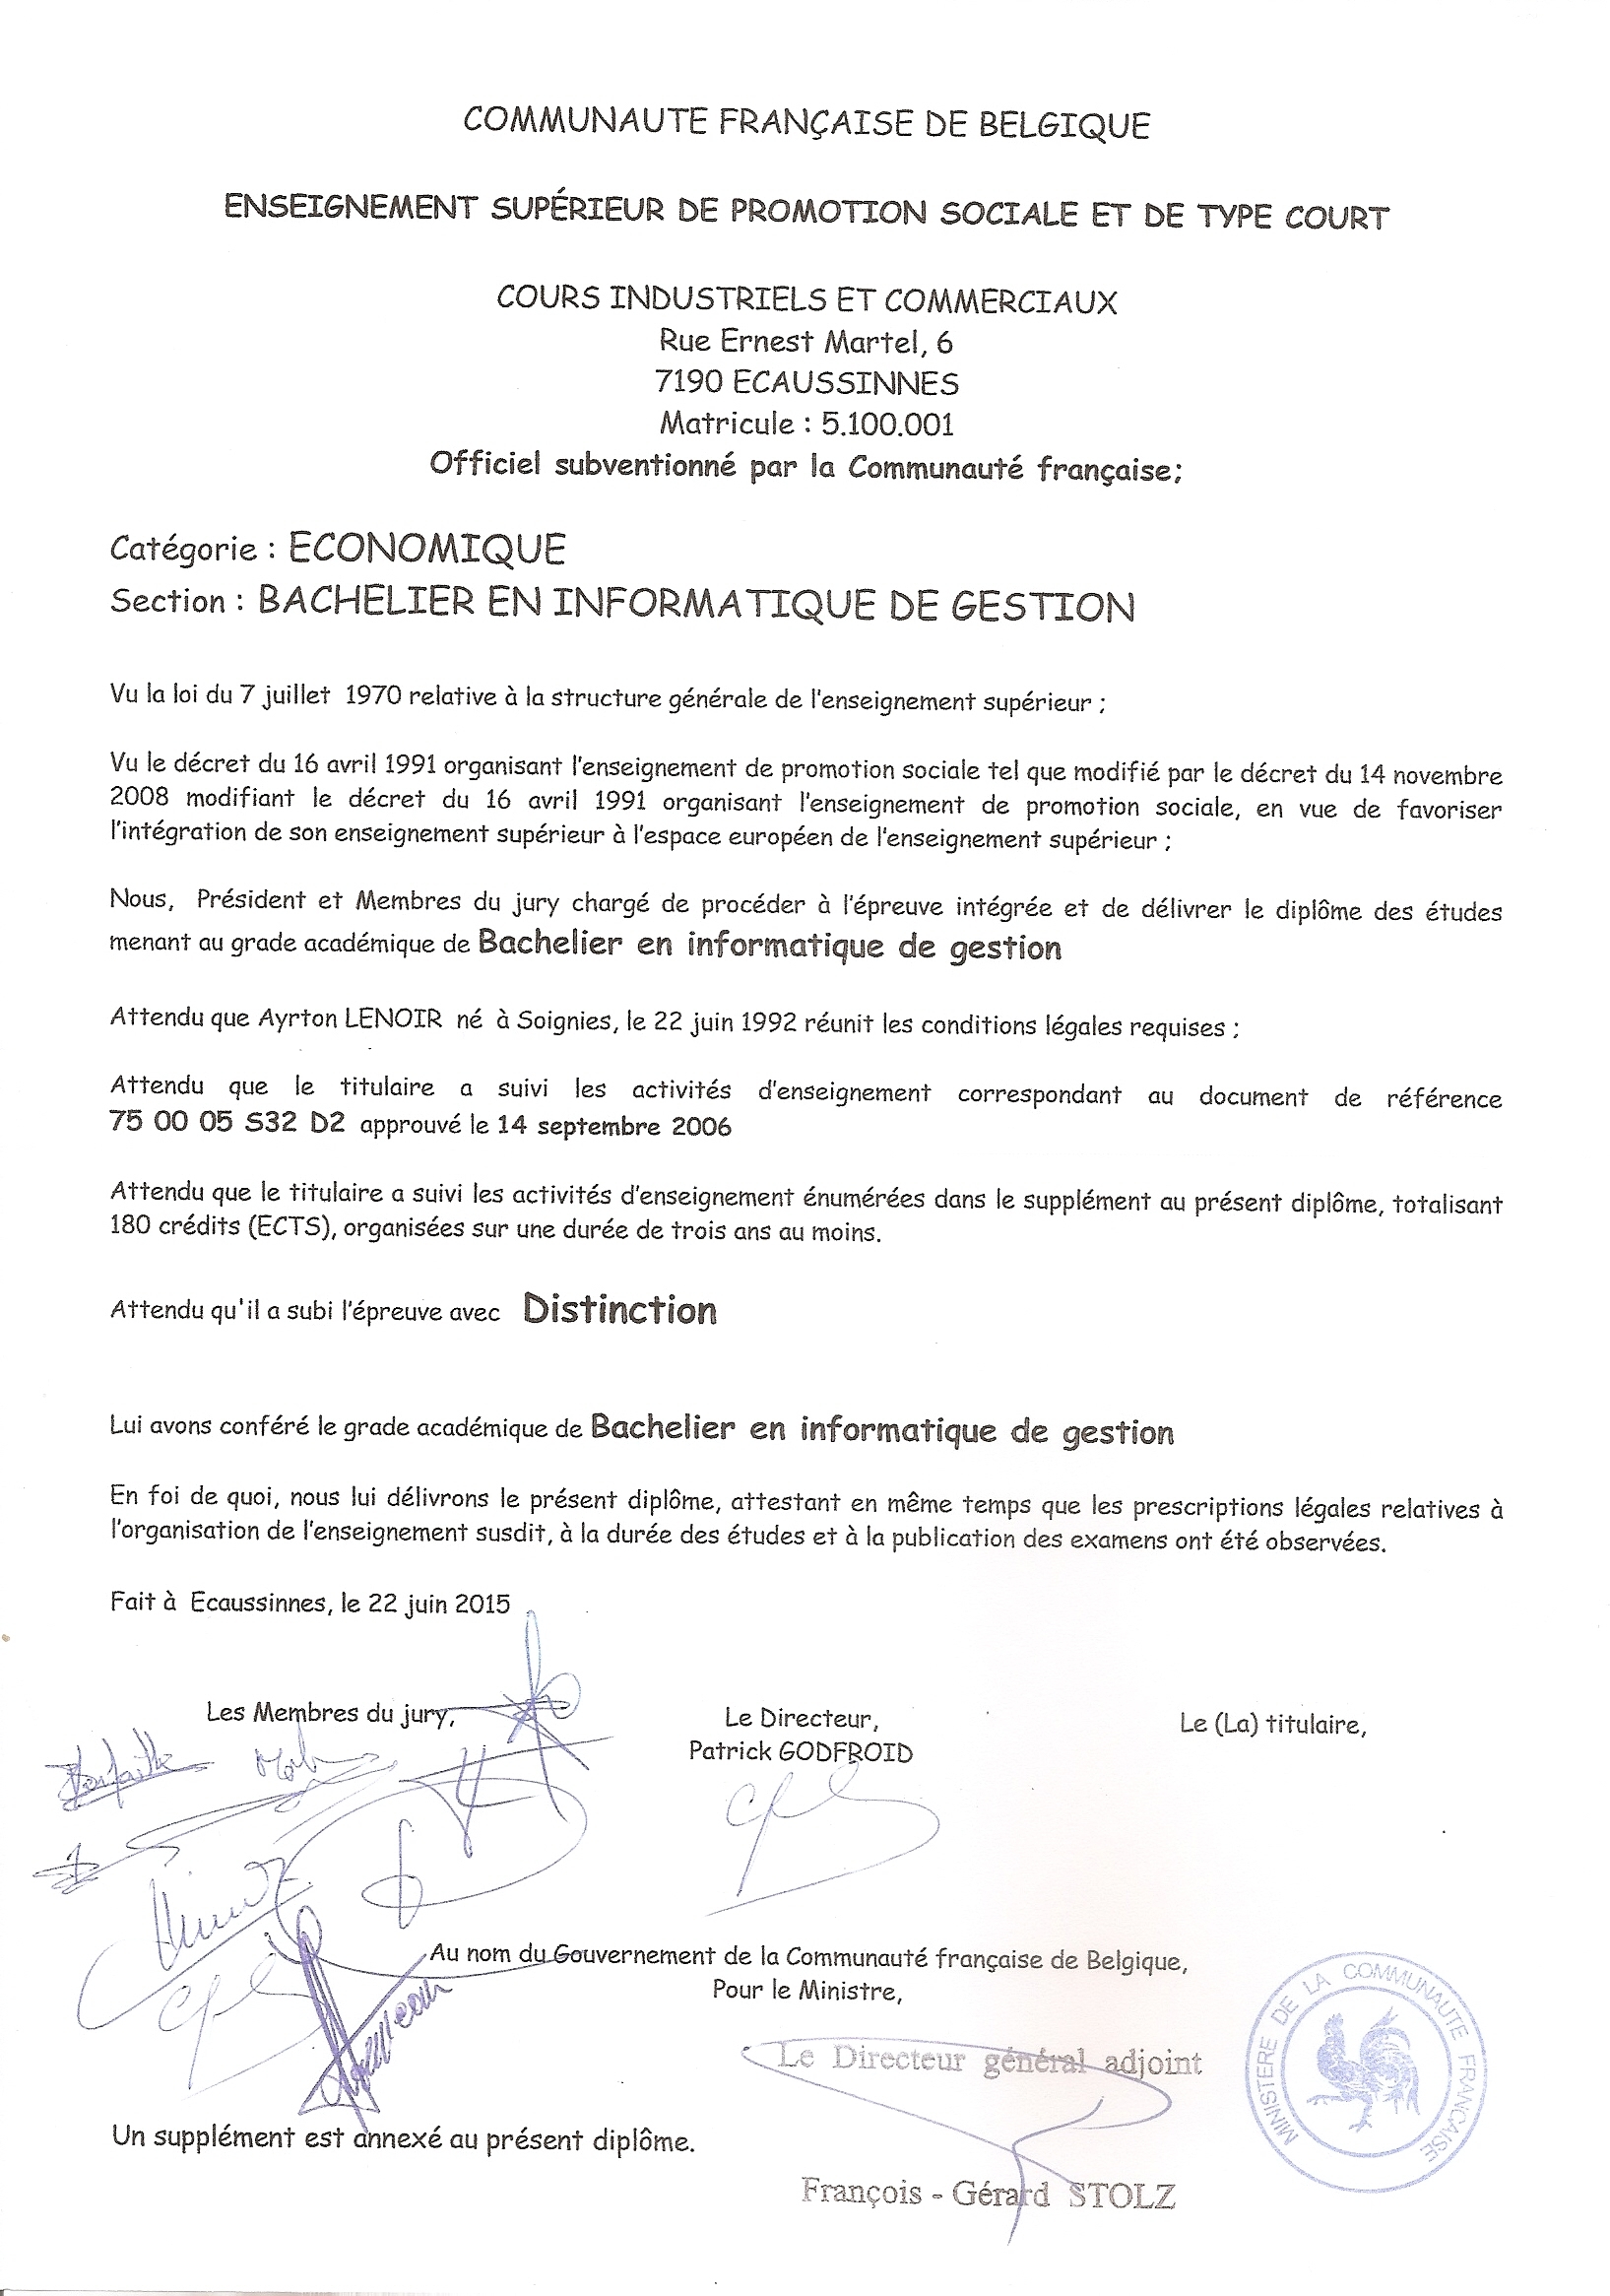 COMMUNAUTE FRANÇAISE DE BELGIQUE
ENSEIGNEMENT SUPÉRIEUR DE PROMOTION SOCIALE ET DE TYPE COURT
COURS INDUSTRIELS ET COMMERCIAUX
Rue Ernest Martel, 6
7190 ECAUSSINNES
Matricule : 5.100.001
Officiel subventionné par la Communauté française;
Catégorie : ECONOMIQUE
Section : BACHELIER EN INFORMATIQUE DE GESTION
Vu la loi du 7 juillet 1970 relative à la structure générale de l'enseignement supérieur ;
Vu le décret du 16 avril 1991 organisant l'enseignement de promotion sociale tel que modifié par le décret du 14 novembre
2008 modifiant le décret du 16 avril 1991 organisant l'enseignement de promotion sociale, en vue de favoriser
l'intégration de son enseignement supérieur à l'espace européen de l'enseignement supérieur ;
Nous, Président et Membres du jury chargé de procéder à l'épreuve intégrée et de délivrer le diplôme des études
menant au grade académique de Bachelier en informatique de gestion
Attendu que Ayrton LENOIR né à Soignies, le 22 juin 1992 réunit les conditions légales requises ;
Attendu que le titulaire a suivi les activités d'enseignement correspondant au document de référence
75 00 05 S32 D2 approuvé le 14 septembre 2006
Attendu que le titulaire a suivi les activités d'enseignement énumérées dans le supplément au présent diplôme, totalisant
180 crédits (ECTS), organisées sur une durée de trois ans au moins.
Attendu qu'il a subi l'épreuve avec Distinction
Lui avons conféré le grade académique de Bachelier en informatique de gestion
En foi de quoi, nous lui délivrons le présent diplôme, attestant en même temps que les prescriptions légales relatives à
l'organisation de l'enseignement susdit, à la durée des études et à la publication des examens ont été observées.
Fait à Ecaussinnes, le 22 juin 2015
Les Membres du jury,
Le Directeur,
Patrick GODFROID
Le (La) titulaire,
Au nom du Gouvernement de la Communauté française de Belgique,
Pour le Ministre,
Le Directeur général adjoint
MINISTERE DE LA COMMUNAUTE FRANCAISE
Un supplément est annexé au présent diplôme.
François - Gérard STOLZ